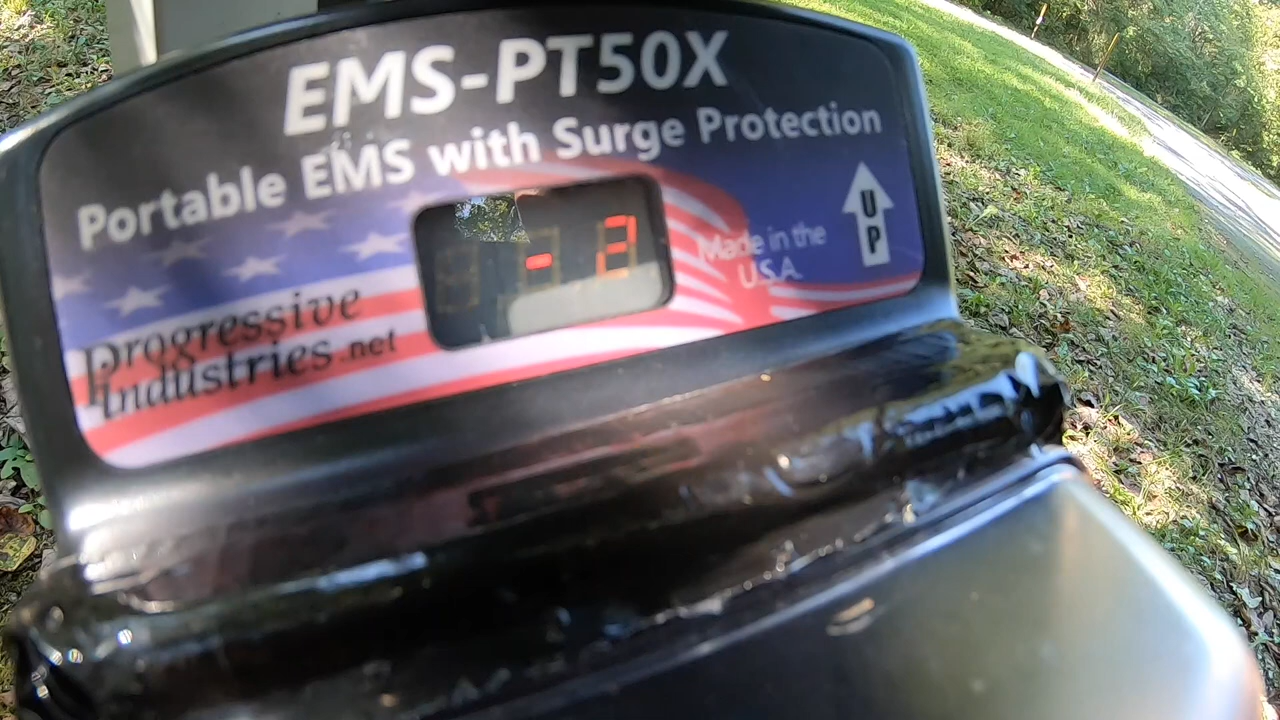 EMS-PT50X
Portable EMS with Surge Protection
UP
Made in the
U.S.A.
Progressive
industries.net